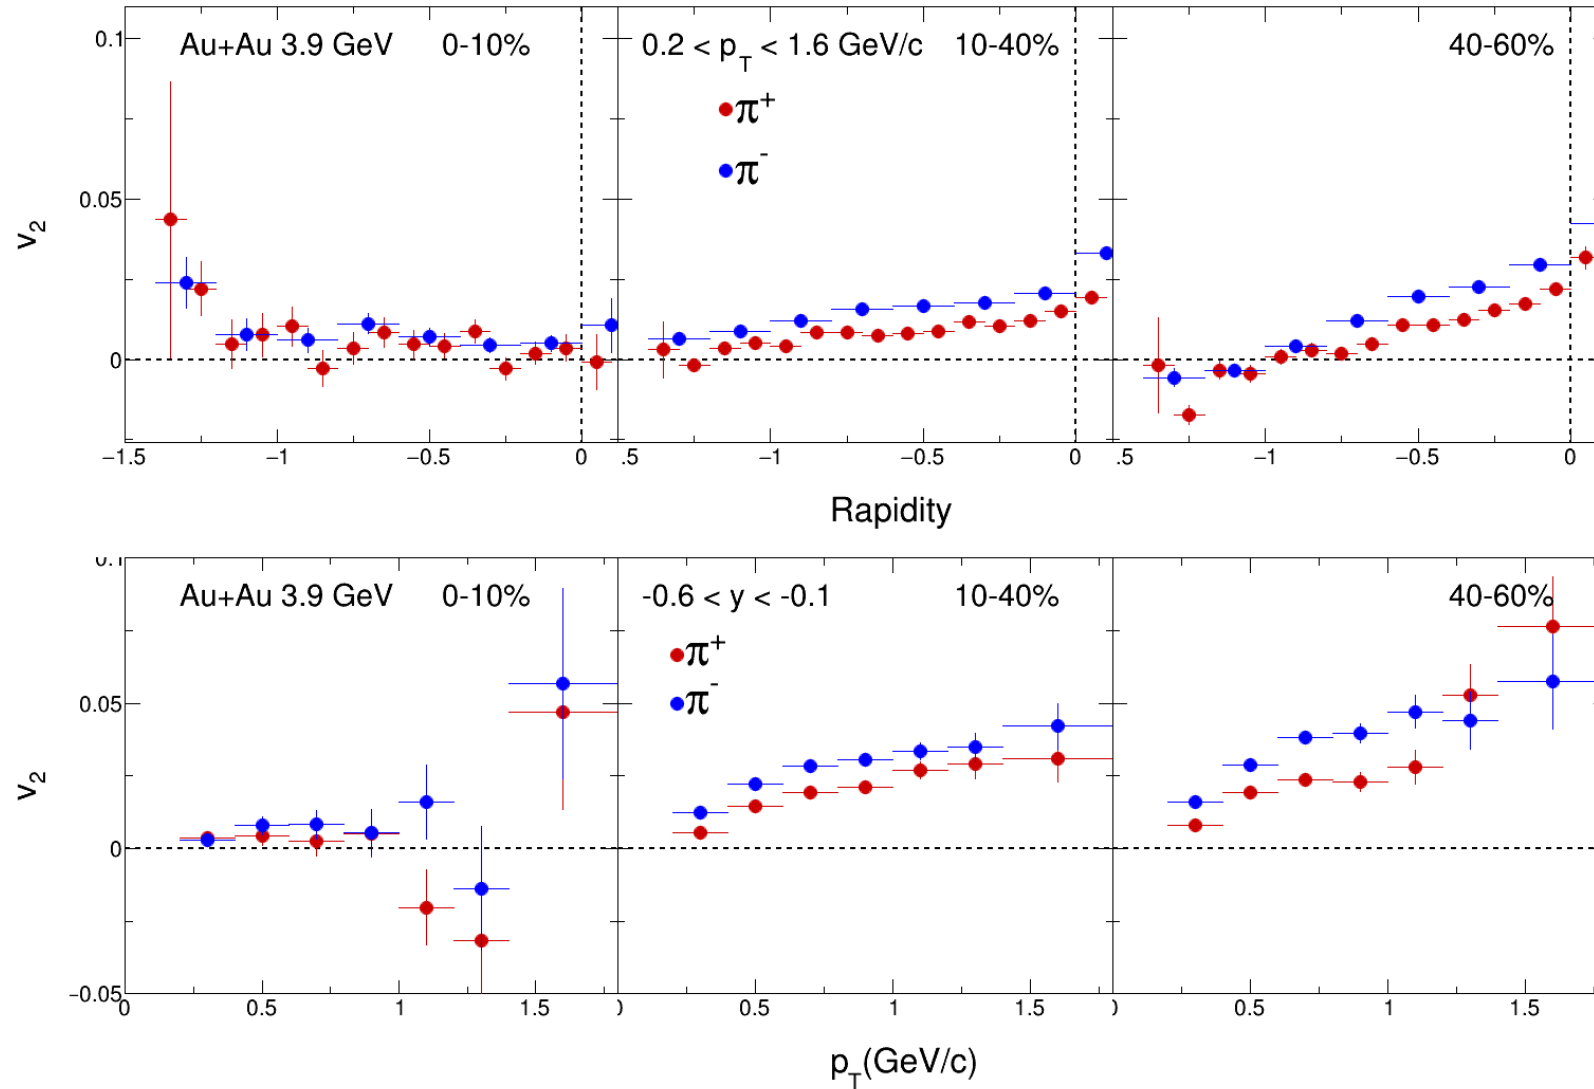 Au+Au 3.9 GeV 0-10% 0.2 < p_T < 1.6 GeV/c 10-40% 40-60%
π⁺
π⁻
0.1
0.05
0
v₂
−1.5 −1 −0.5 0 .5 −1 −0.5 0 .5 −1 −0.5 0
Rapidity
0.1
Au+Au 3.9 GeV 0-10% -0.6 < y < -0.1 10-40% 40-60%
π⁺
π⁻
0.05
0
−0.05
v₂
0 0.5 1 1.5 0 0.5 1 1.5 0 0.5 1 1.5
p_T(GeV/c)